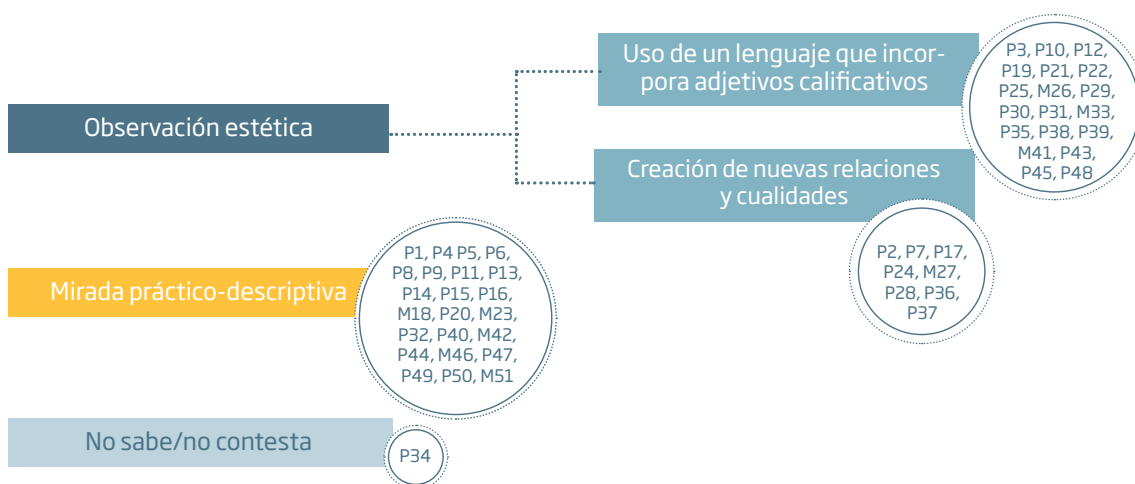 Observación estética
Uso de un lenguaje que incor-
pora adjetivos calificativos
P3, P10, P12,
P19, P21, P22,
P25, M26, P29,
P30, P31, M33,
P35, P38, P39,
M41, P43,
P45, P48
Creación de nuevas relaciones
y cualidades
P2, P7, P17,
P24, M27,
P28, P36,
P37
Mirada práctico-descriptiva
P1, P4 P5, P6,
P8, P9, P11, P13,
P14, P15, P16,
M18, P20, M23,
P32, P40, M42,
P44, M46, P47,
P49, P50, M51
No sabe/no contesta
P34